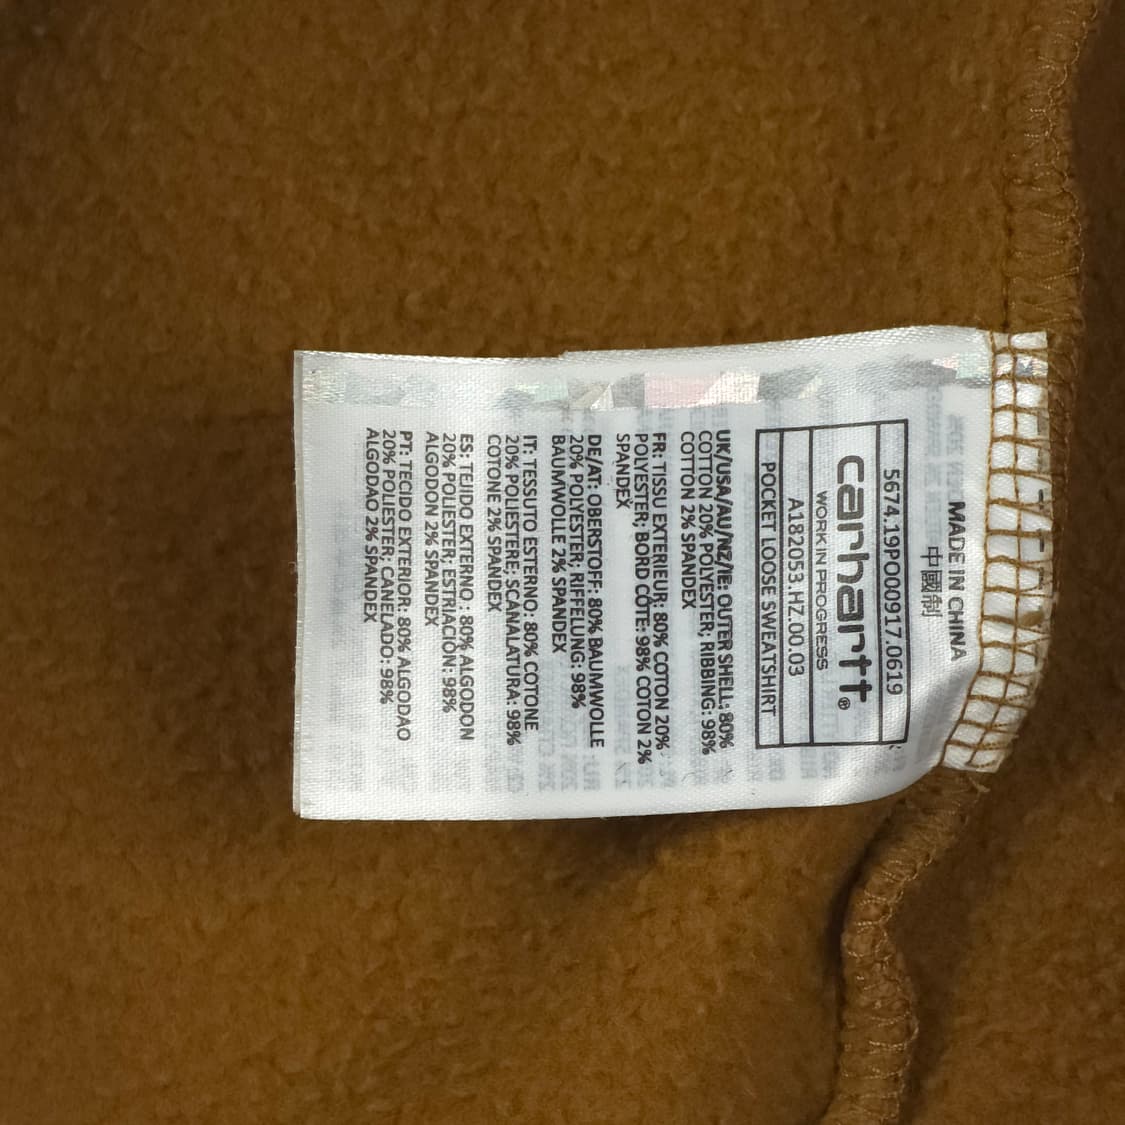 MADE IN CHINA
中國制
5674.19PO000917.0619
carhartt®
WORK IN PROGRESS
A182053.HZ.00.03
POCKET LOOSE SWEATSHIRT
UK/USA/AU/NZ/IE: OUTER SHELL: 80%
COTTON 20% POLYESTER; RIBBING: 98%
COTTON 2% SPANDEX
FR: TISSU EXTERIEUR: 80% COTON 20%
POLYESTER; BORD CÔTE: 98% COTON 2%
SPANDEX
DE/AT: OBERSTOFF: 80% BAUMWOLLE
20% POLYESTER; RIFFELUNG: 98%
BAUMWOLLE 2% SPANDEX
IT: TESSUTO ESTERNO: 80% COTONE
20% POLIESTERE; SCANALATURA: 98%
COTONE 2% SPANDEX
ES: TEJIDO EXTERNO,: 80% ALGODON
20% POLIESTER; ESTRIACIÓN: 98%
ALGODON 2% SPANDEX
PT: TECIDO EXTERIOR: 80% ALGODAO
20% POLIESTER; CANELADO: 98%
ALGODAO 2% SPANDEX